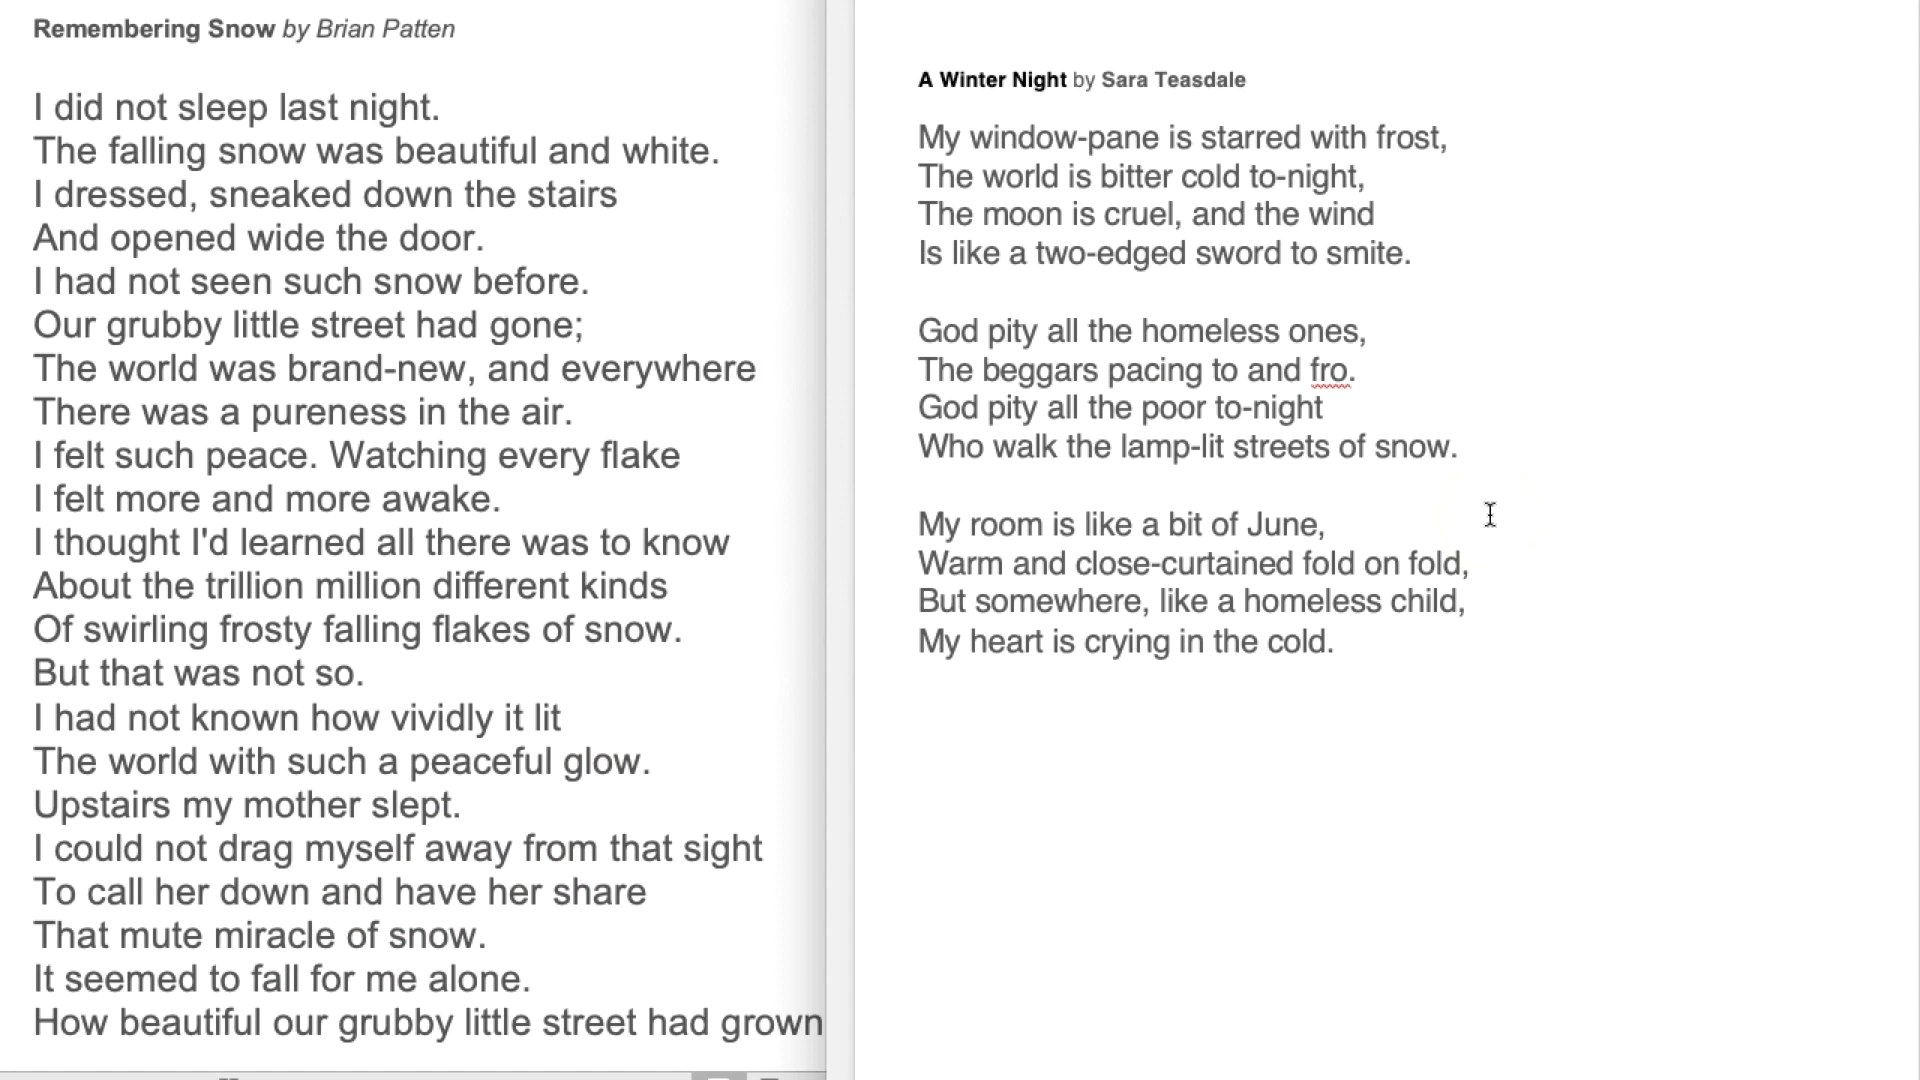 Remembering Snow by Brian Patten
I did not sleep last night.
The falling snow was beautiful and white.
I dressed, sneaked down the stairs
And opened wide the door.
I had not seen such snow before.
Our grubby little street had gone;
The world was brand-new, and everywhere
There was a pureness in the air.
I felt such peace. Watching every flake
I felt more and more awake.
I thought I'd learned all there was to know
About the trillion million different kinds
Of swirling frosty falling flakes of snow.
But that was not so.
I had not known how vividly it lit
The world with such a peaceful glow.
Upstairs my mother slept.
I could not drag myself away from that sight
To call her down and have her share
That mute miracle of snow.
It seemed to fall for me alone.
How beautiful our grubby little street had grown
A Winter Night by Sara Teasdale
My window-pane is starred with frost,
The world is bitter cold to-night,
The moon is cruel, and the wind
Is like a two-edged sword to smite.
God pity all the homeless ones,
The beggars pacing to and fro.
God pity all the poor to-night
Who walk the lamp-lit streets of snow.
My room is like a bit of June,
Warm and close-curtained fold on fold,
But somewhere, like a homeless child,
My heart is crying in the cold.